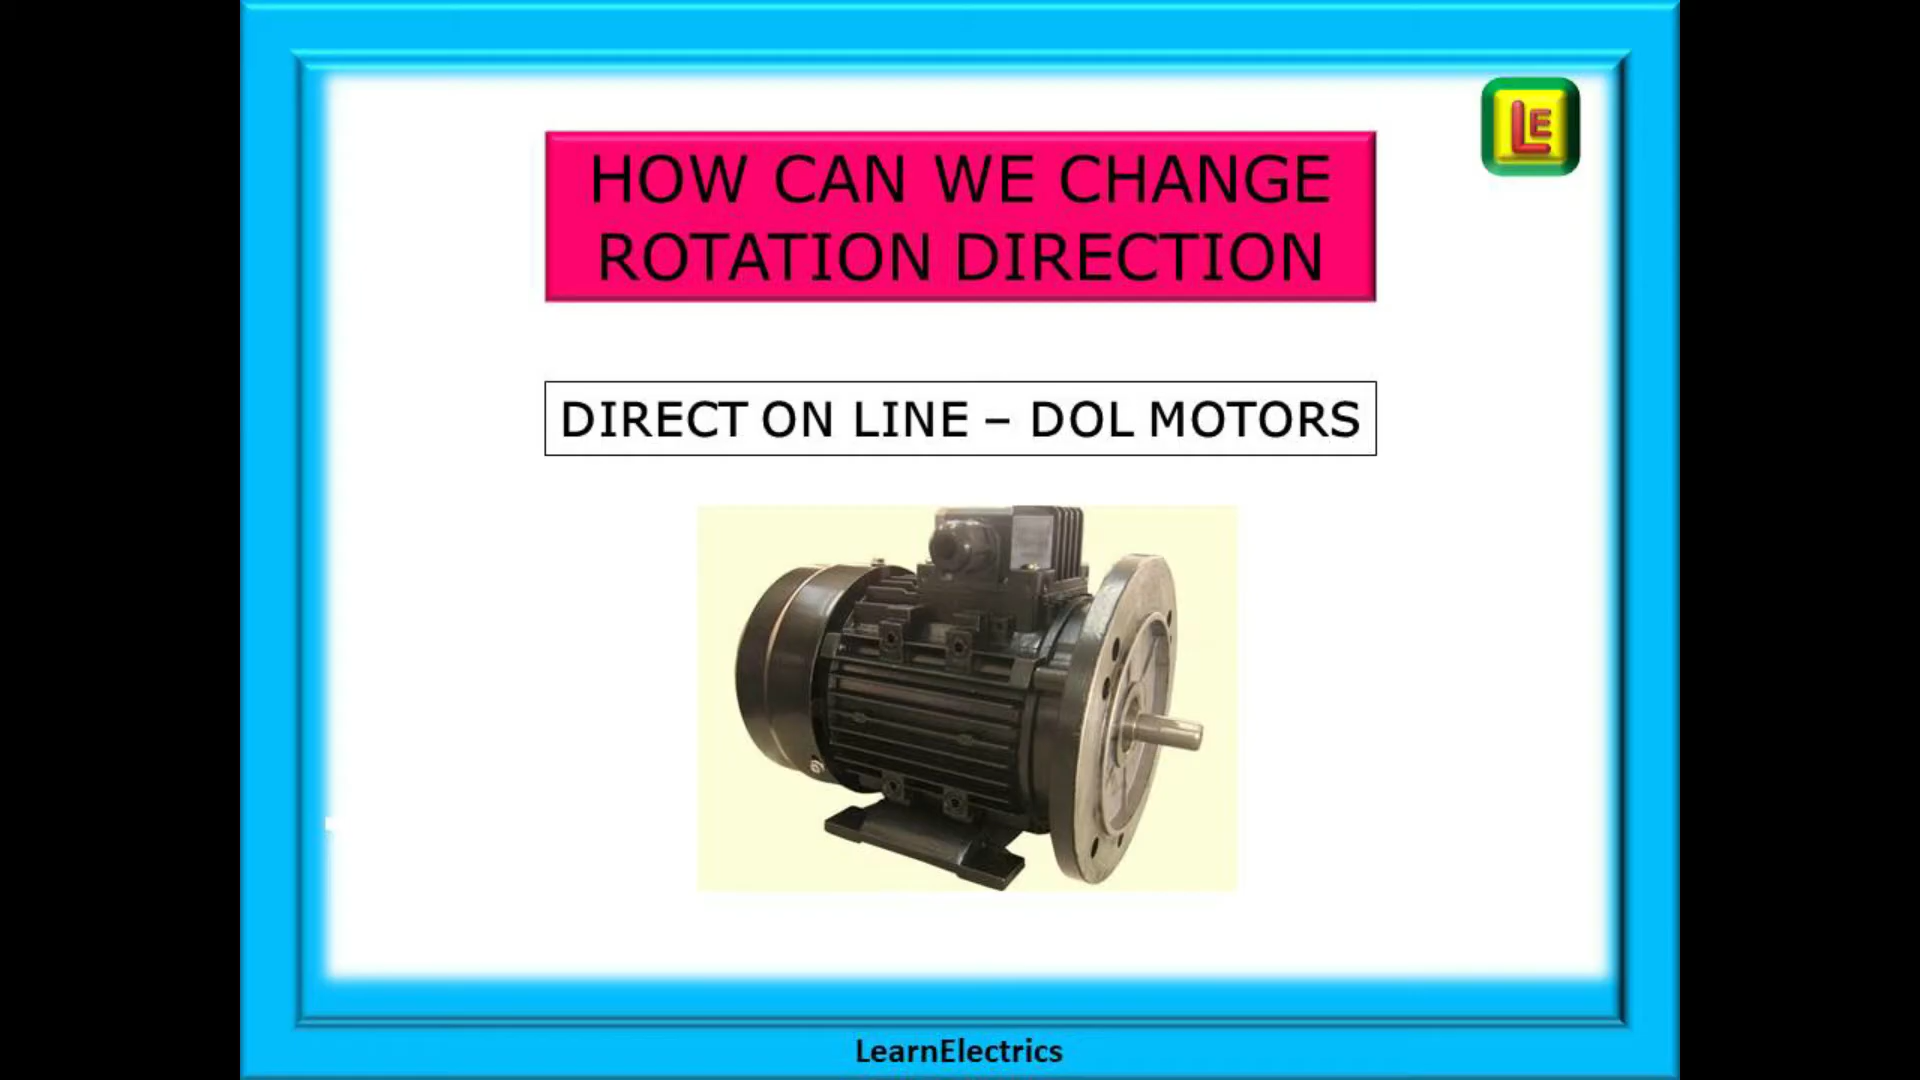 LE
HOW CAN WE CHANGE
ROTATION DIRECTION
DIRECT ON LINE – DOL MOTORS
LearnElectrics